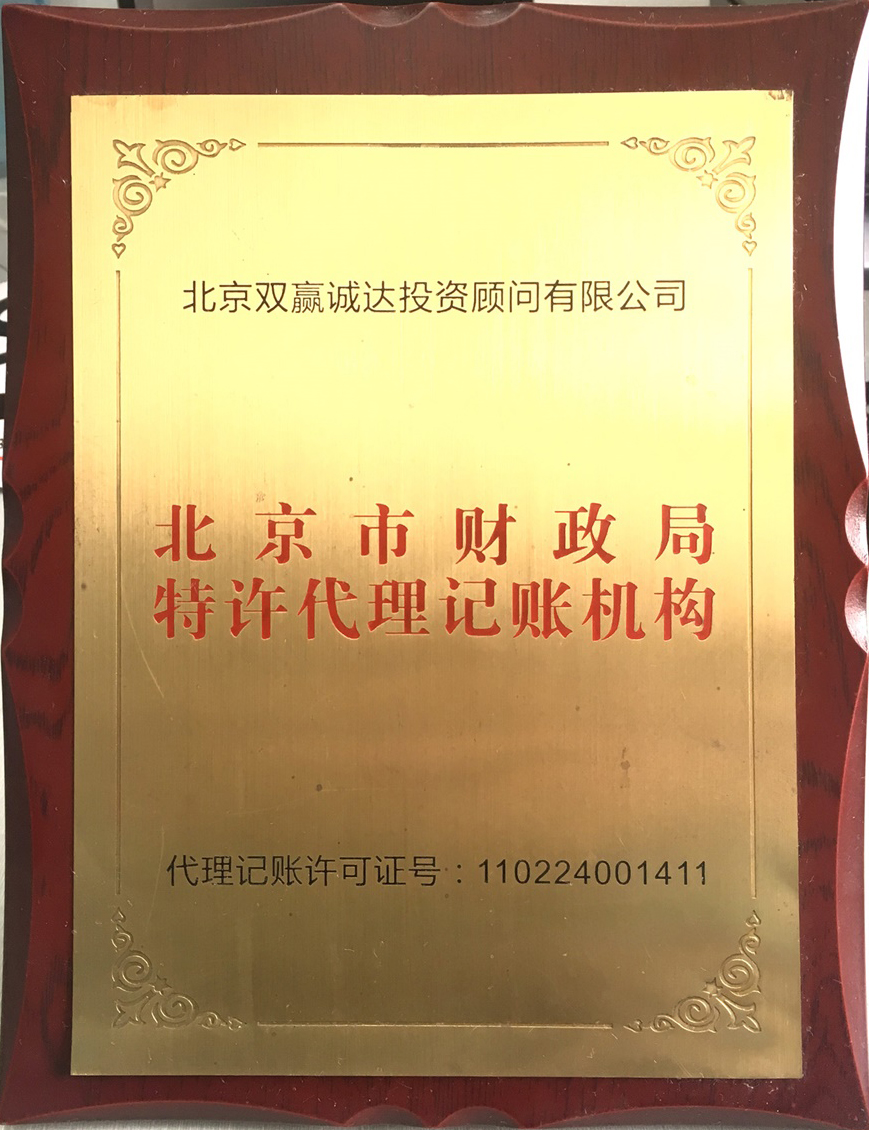 北京双赢诚达投资顾问有限公司
北京市财政局
特许代理记账机构
代理记账许可证号：110224001411